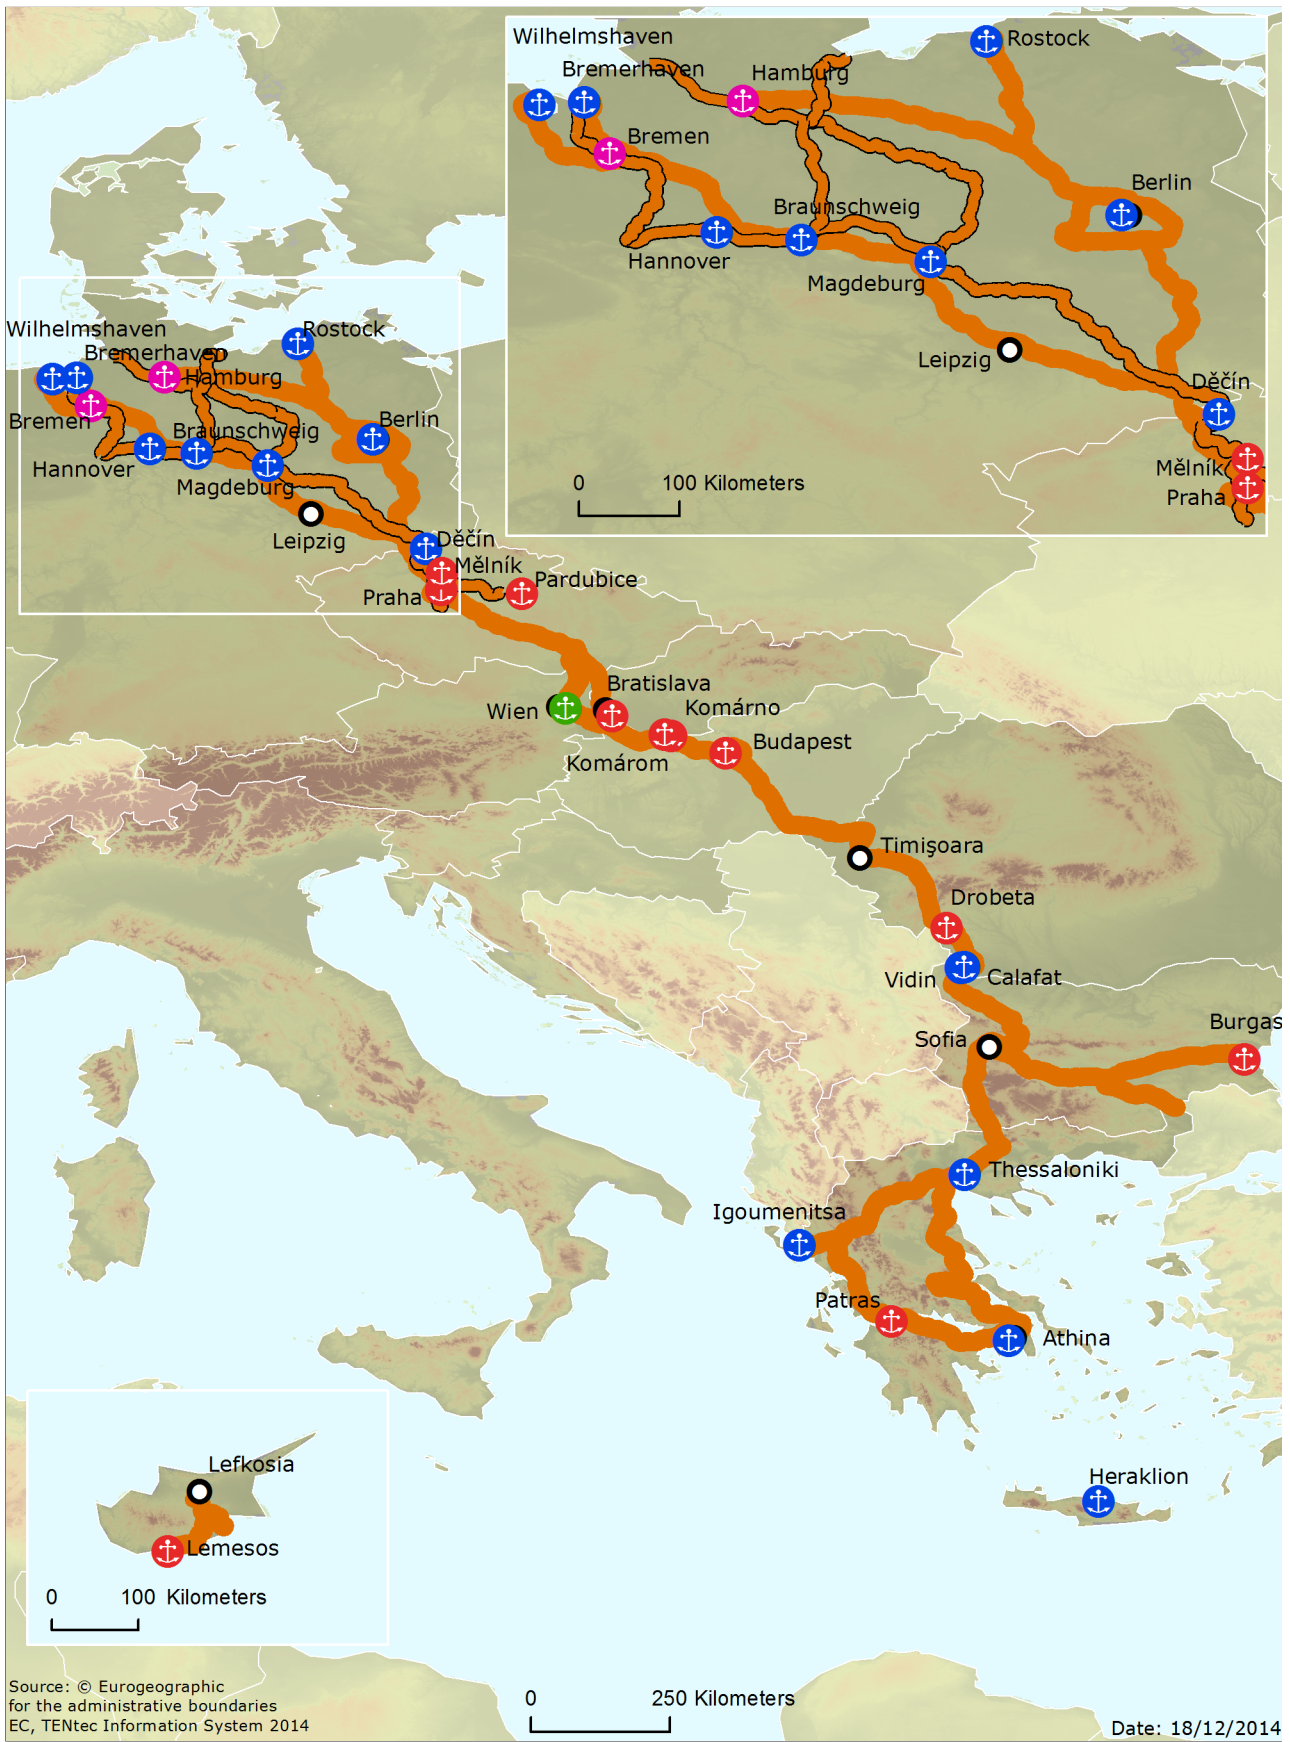 Wilhelmshaven
Bremerhaven
Hamburg
Rostock
Bremen
Berlin
Braunschweig
Hannover
Magdeburg
Leipzig
Děčín
Mělník
Praha
0 100 Kilometers
Wilhelmshaven
Bremerhaven
Rostock
Hamburg
Bremen
Berlin
Braunschweig
Hannover
Magdeburg
Leipzig
Děčín
Mělník
Pardubice
Praha
Bratislava
Wien
Komárno
Budapest
Komárom
Timişoara
Drobeta
Vidin
Calafat
Burgas
Sofia
Thessaloniki
Igoumenitsa
Patras
Athina
Heraklion
Lefkosia
Lemesos
0 100 Kilometers
Source: © Eurogeographic
for the administrative boundaries
EC, TENtec Information System 2014
0 250 Kilometers
Date: 18/12/2014